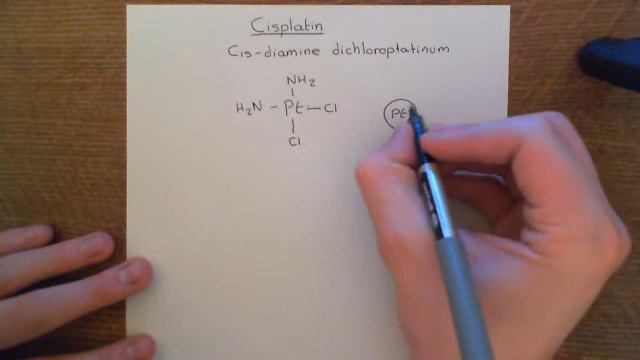 Cisplatin
Cis-diamine dichloroplatinum
NH2
H2N - Pt - Cl
Cl
Pt